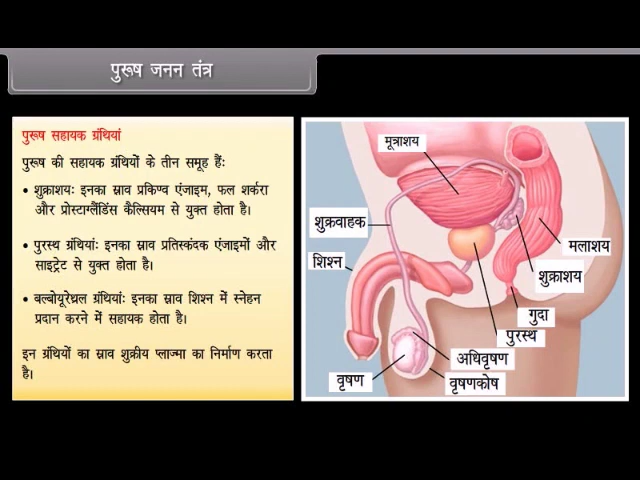 पुरूष जनन तंत्र
पुरूष सहायक ग्रंथियां
पुरूष की सहायक ग्रंथियों के तीन समूह हैं:
• शुक्राशयः इनका स्राव प्रकिण्व एंजाइम, फल शर्करा
और प्रोस्टाग्लैंडिंस कैल्सियम से युक्त होता है।
• पुरस्थ ग्रंथियांः इनका स्राव प्रतिस्कंदक एंजाइमों और
साइट्रेट से युक्त होता है।
• बल्बोयूरेथ्रल ग्रंथियांः इनका स्राव शिश्न में स्नेहन
प्रदान करने में सहायक होता है।
इन ग्रंथियों का स्राव शुक्रीय प्लाज्मा का निर्माण करता
है।
मूत्राशय
शुक्रवाहक
शिश्न
मलाशय
शुक्राशय
गुदा
पुरस्थ
अधिवृषण
वृषण
वृषणकोष